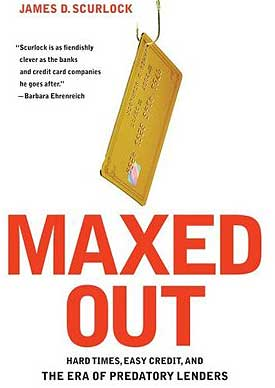 JAMES D. SCURLOCK
"Scurlock is as fiendishly
clever as the banks
and credit card companies
he goes after."
—Barbara Ehrenreich
MAXED
OUT
HARD TIMES, EASY CREDIT, AND
THE ERA OF PREDATORY LENDERS